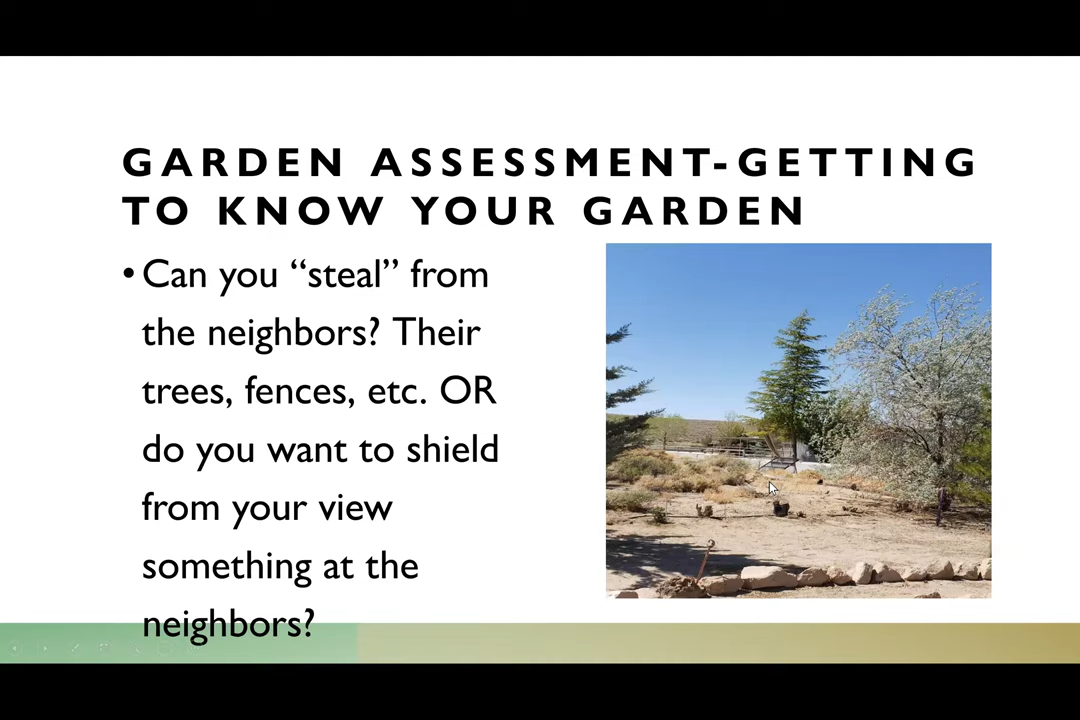 GARDEN ASSESSMENT-GETTING
TO KNOW YOUR GARDEN
• Can you “steal” from
the neighbors? Their
trees, fences, etc. OR
do you want to shield
from your view
something at the
neighbors?